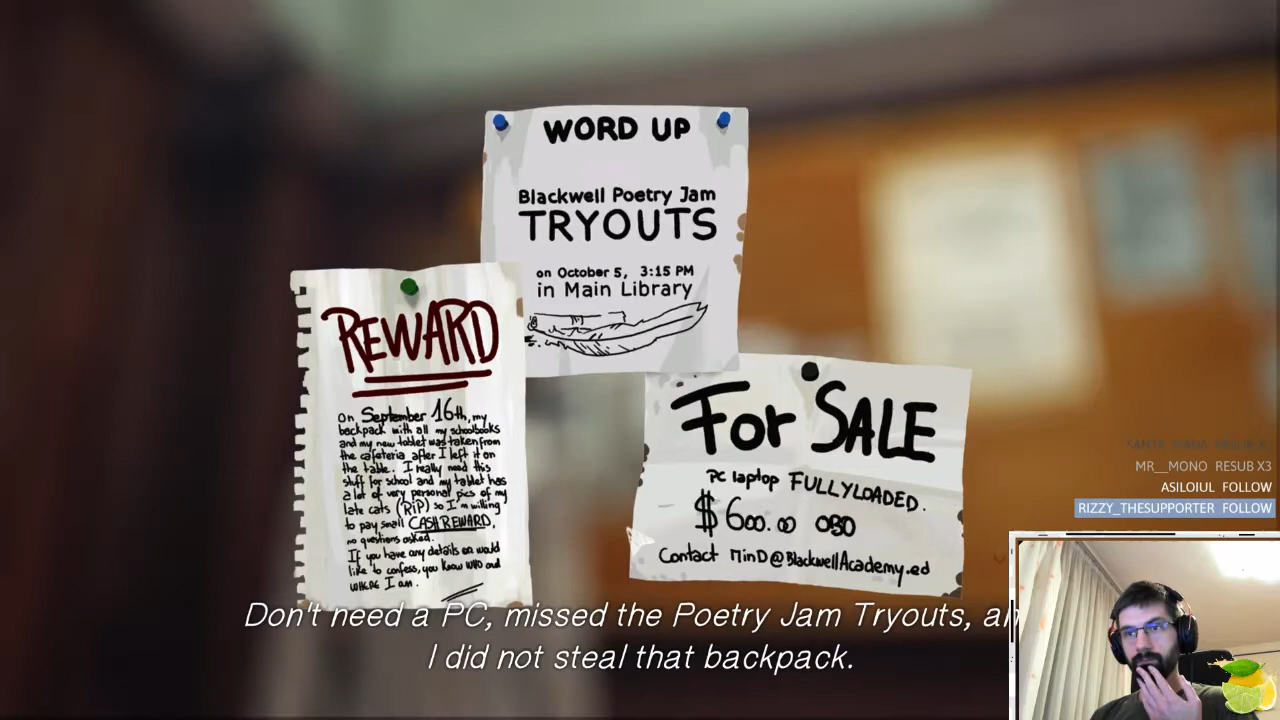 WORD UP
Blackwell Poetry Jam
TRYOUTS
on October 5, 3:15 PM
in Main Library
REWARD
On September 16th, my
backpack with all my schoolbooks
and my new tablet was taken from
the cafeteria after I left it on
the table. I really need this
stuff for school and my tablet has
a lot of very personal pics of my
late cats (RiP) so I'm willing
to pay small CASH REWARD,
no questions asked.
If you have any details or would
like to confess, you know who and
where I am.
For SALE
PC laptop FULLY LOADED.
$600.00 OBO
Contact MinD@BlackwellAcademy.ed
Don't need a PC, missed the Poetry Jam Tryouts, an
I did not steal that backpack.
MR__MONO RESUB X3
ASILOIUL FOLLOW
RIZZY_THESUPPORTER FOLLOW